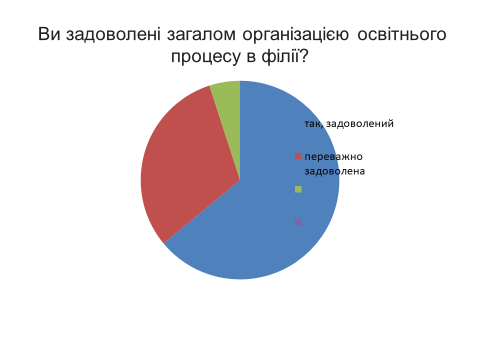 Ви задоволені загалом організацією освітнього
процесу в філії?
так, задоволений
переважно
задоволена